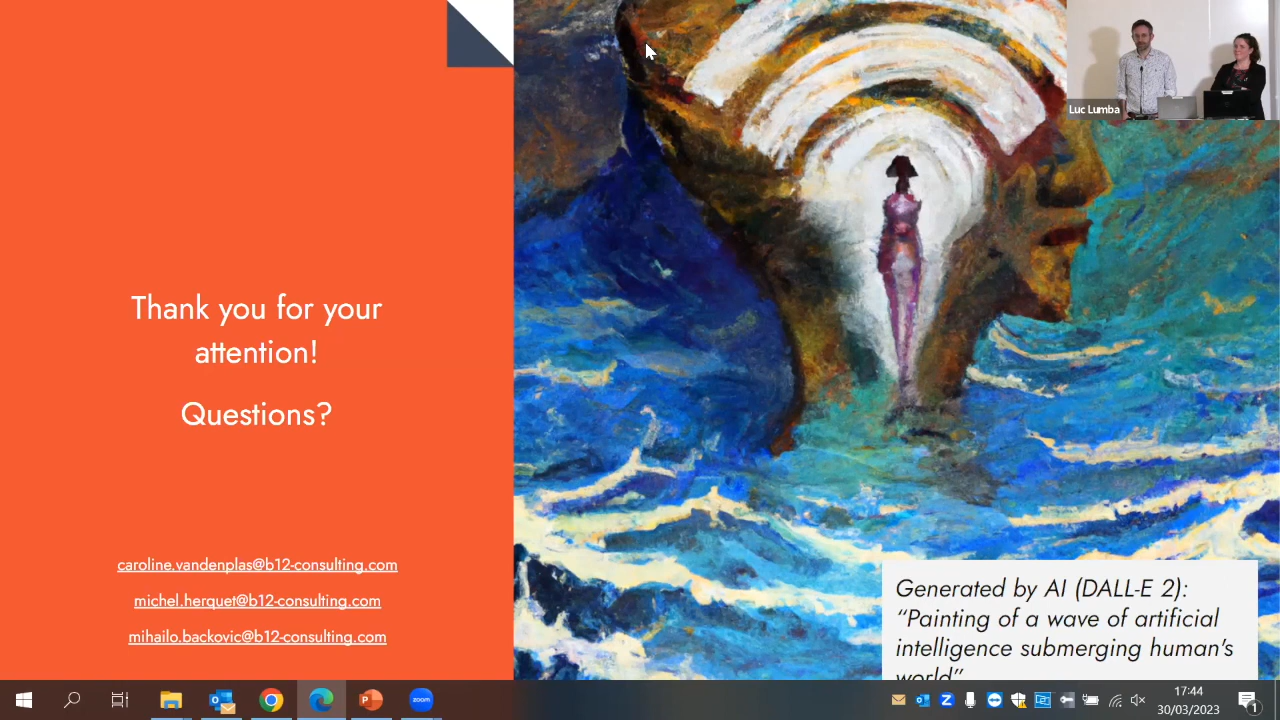 Luc Lumba
Thank you for your
attention!
Questions?
caroline.vandenplas@b12-consulting.com
michel.herquet@b12-consulting.com
mihailo.backovic@b12-consulting.com
Generated by AI (DALL-E 2):
“Painting of a wave of artificial
intelligence submerging human's
world”
zoom
17:44
30/03/2023
1